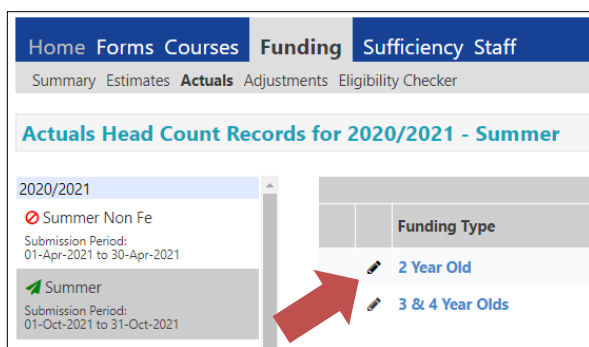 Home Forms Courses Funding Sufficiency Staff
Summary Estimates Actuals Adjustments Eligibility Checker
Actuals Head Count Records for 2020/2021 - Summer
2020/2021
Summer Non Fe
Submission Period:
01-Apr-2021 to 30-Apr-2021
Summer
Submission Period:
01-Oct-2021 to 31-Oct-2021
Funding Type
2 Year Old
3 & 4 Year Olds